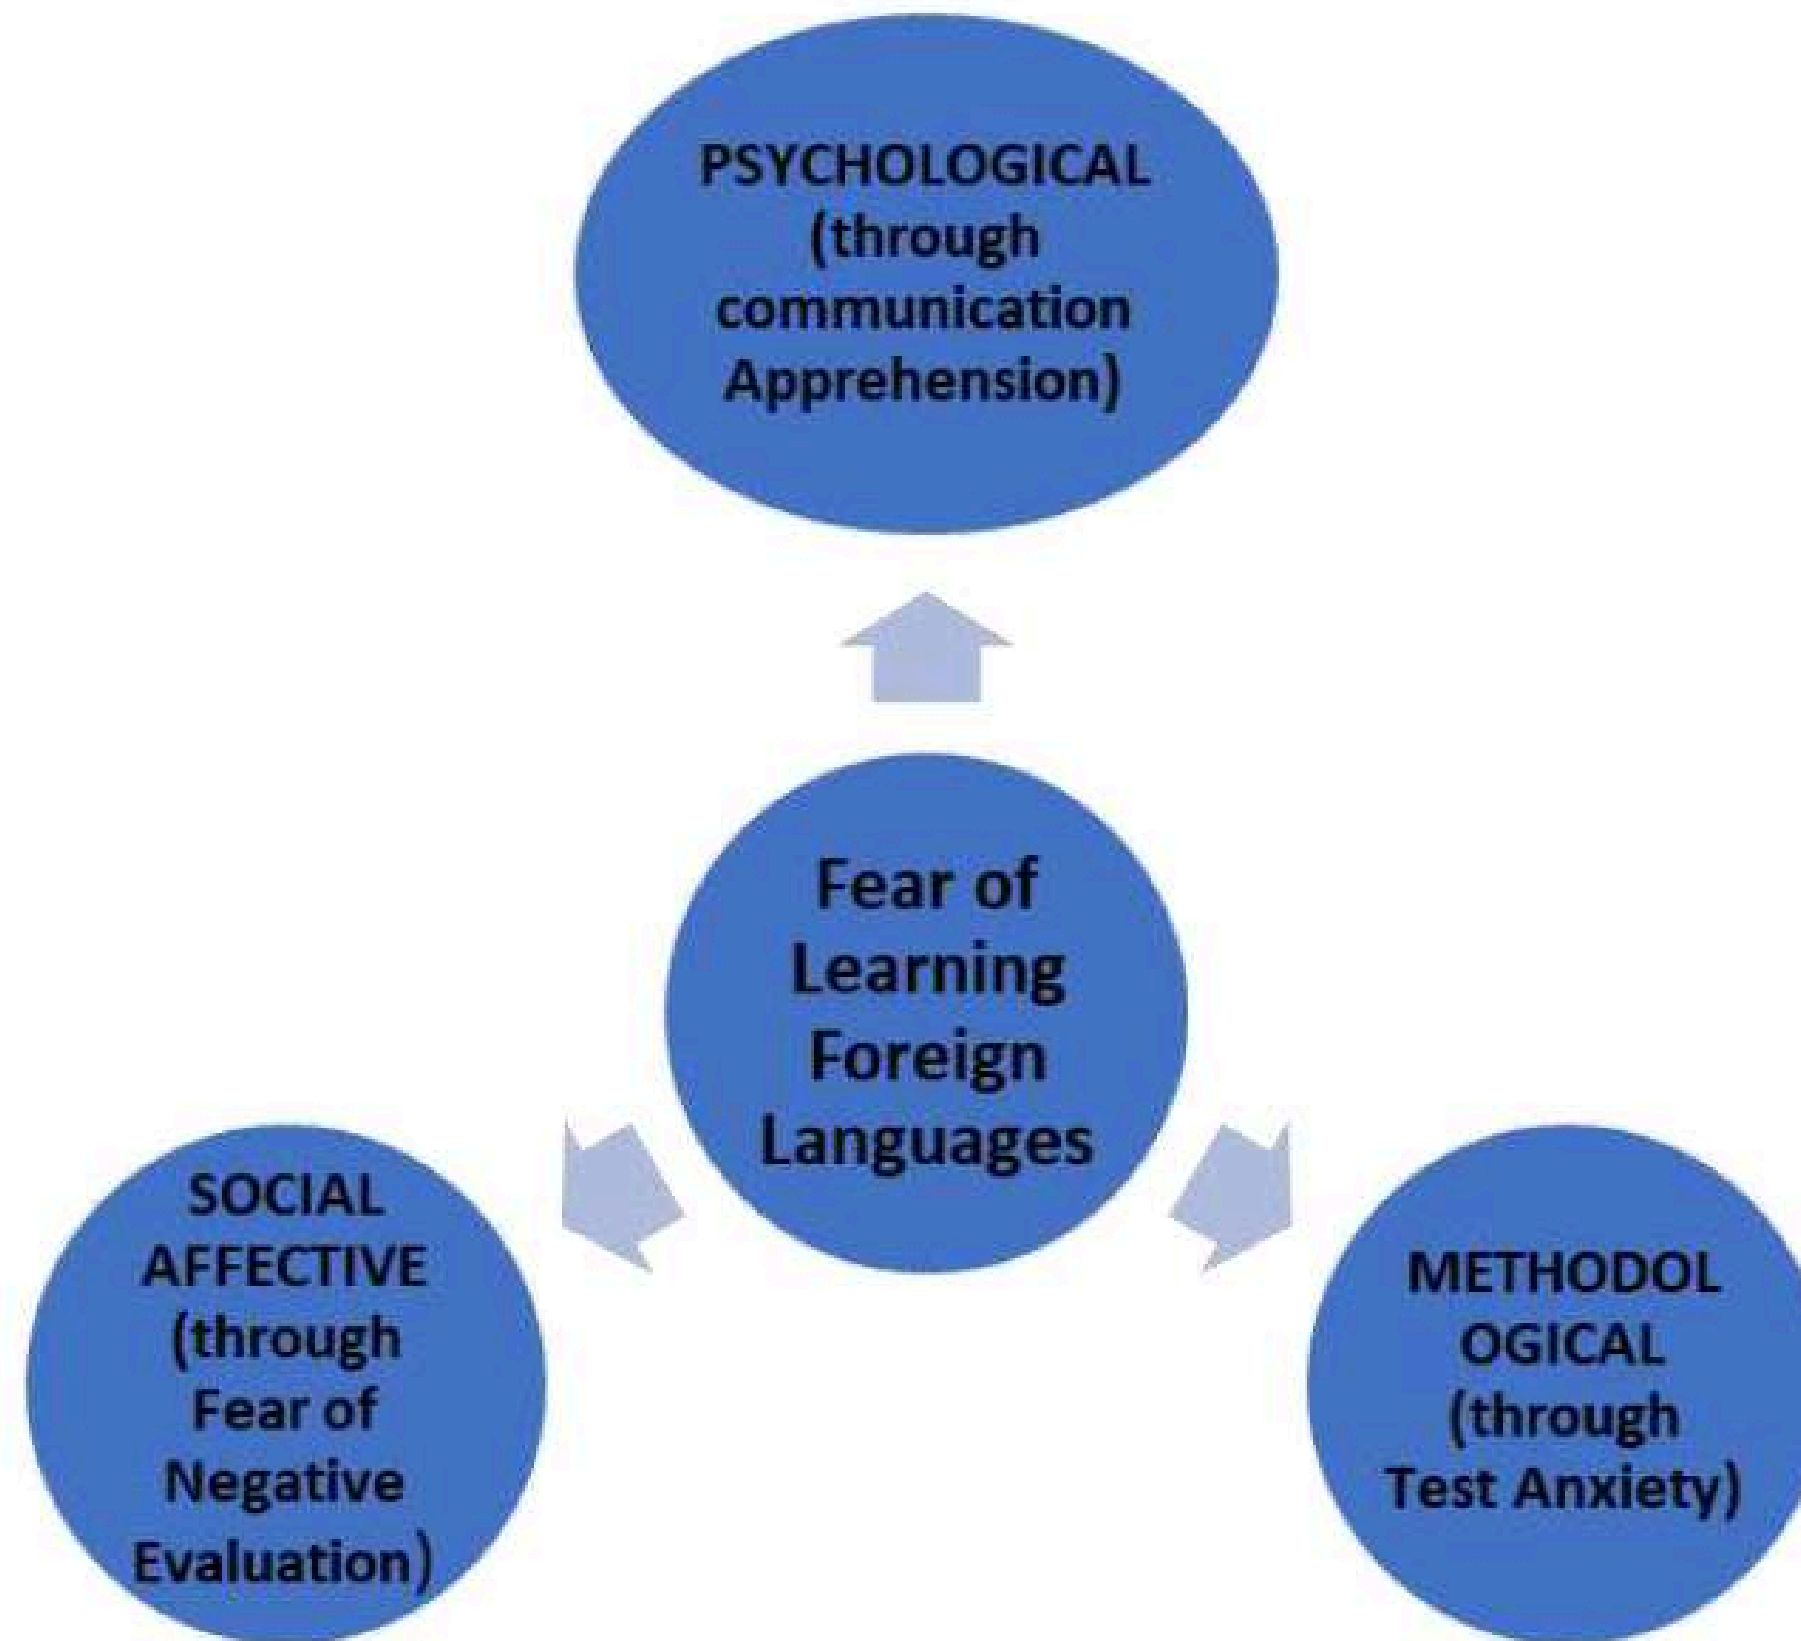 PSYCHOLOGICAL
(through
communication
Apprehension)
Fear of
Learning
Foreign
Languages
SOCIAL
AFFECTIVE
(through
Fear of
Negative
Evaluation)
METHODOL
OGICAL
(through
Test Anxiety)